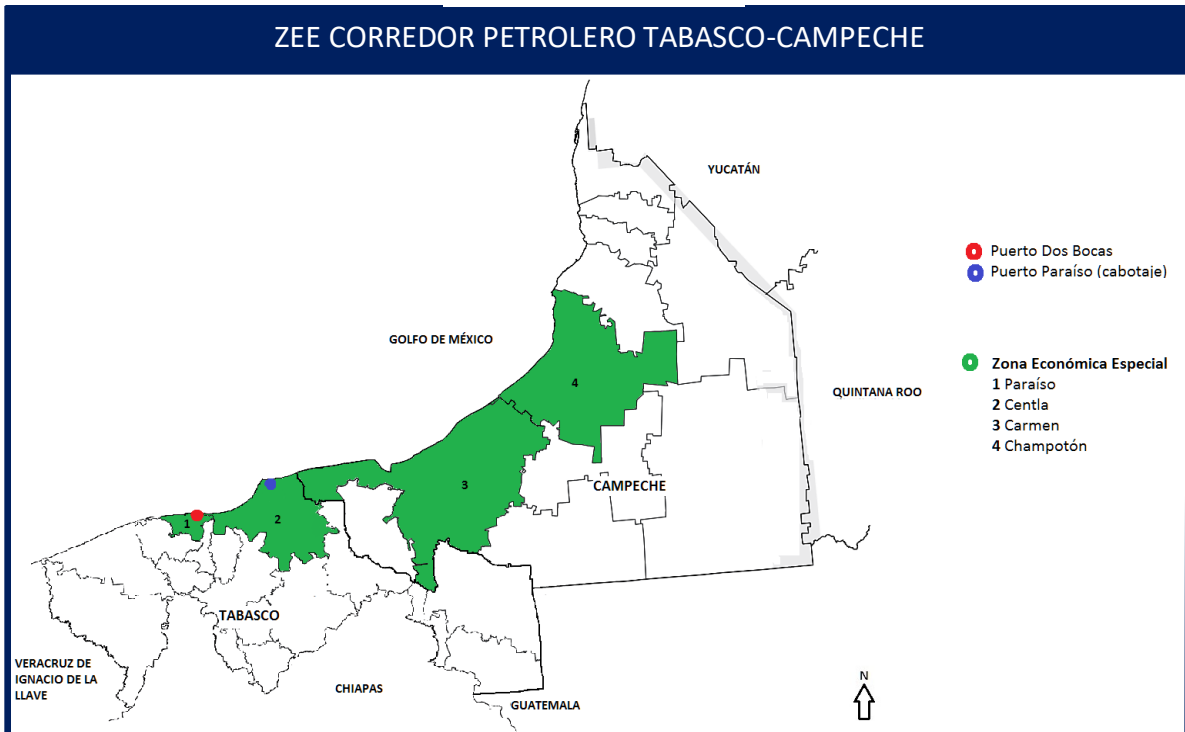 ZEE CORREDOR PETROLERO TABASCO-CAMPECHE
YUCATÁN
Puerto Dos Bocas
Puerto Paraíso (cabotaje)
GOLFO DE MÉXICO
Zona Económica Especial
1 Paraíso
2 Centla
3 Carmen
4 Champotón
4
QUINTANA ROO
3
CAMPECHE
1
2
TABASCO
VERACRUZ DE
IGNACIO DE LA
LLAVE
CHIAPAS
GUATEMALA
N